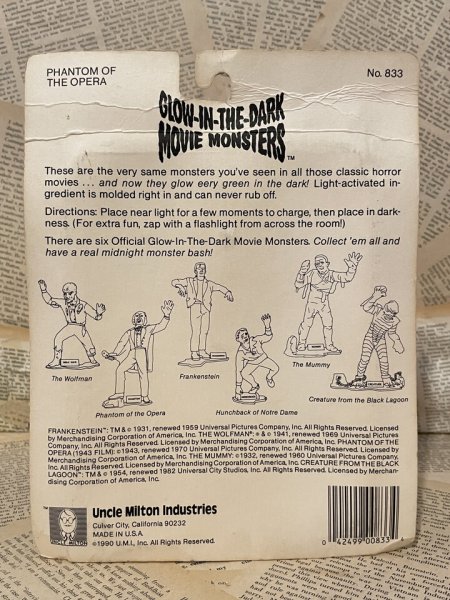 PHANTOM OF
THE OPERA
No. 833
GLOW-IN-THE-DARK
MOVIE MONSTERS™
These are the very same monsters you've seen in all those classic horror
movies . . . and now they glow eery green in the dark! Light-activated in-
gredient is molded right in and can never rub off.
Directions: Place near light for a few moments to charge, then place in dark-
ness. (For extra fun, zap with a flashlight from across the room!)
There are six Official Glow-In-The-Dark Movie Monsters. Collect 'em all and
have a real midnight monster bash!
The Wolfman
Phantom of the Opera
Frankenstein
Hunchback of Notre Dame
The Mummy
Creature from the Black Lagoon
FRANKENSTEIN™: TM & © 1931, renewed 1959 Universal Pictures Company, Inc. All Rights Reserved. Licensed
by Merchandising Corporation of America, Inc. THE WOLFMAN®: © & © 1941, renewed 1969 Universal Pictures
Company, Inc. All Rights Reserved. Licensed by Merchandising Corporation of America, Inc. PHANTOM OF THE
OPERA (1943 FILM): ©1943, renewed 1970 Universal Pictures Company, Inc. All Rights Reserved. Licensed by
Merchandising Corporation of America, Inc. THE MUMMY: ©1932, renewed 1960 Universal Pictures Company,
Inc. All Rights Reserved. Licensed by Merchandising Corporation of America, Inc. CREATURE FROM THE BLACK
LAGOON™: TM & © 1954, renewed 1982 Universal City Studios, Inc. All Rights Reserved. Licensed by Merchan-
dising Corporation of America, Inc.
™
UNCLE MILTON
Uncle Milton Industries
Culver City, California 90232
MADE IN U.S.A.
©1990 U.M.I., Inc. All Rights Reserved.
0 42499 00833 4